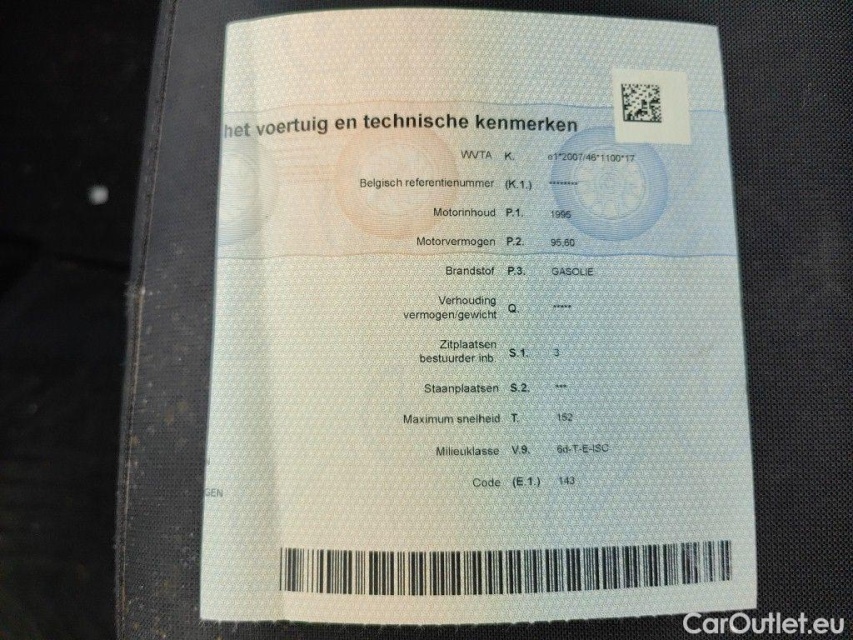 het voertuig en technische kenmerken
WVTA K. e1*2007/46*1100*17
Belgisch referentienummer (K.1.) *******
Motorinhoud P.1. 1995
Motorvermogen P.2. 95,60
Brandstof P.3. GASOLIE
Verhouding
vermogen/gewicht Q. *****
Zitplaatsen
bestuurder inb S.1. 3
Staanplaatsen S.2. ***
Maximum snelheid T. 152
Milieuklasse V.9. 6d-T-E-ISC
Code (E.1.) 143
GEN
CarOutlet.eu